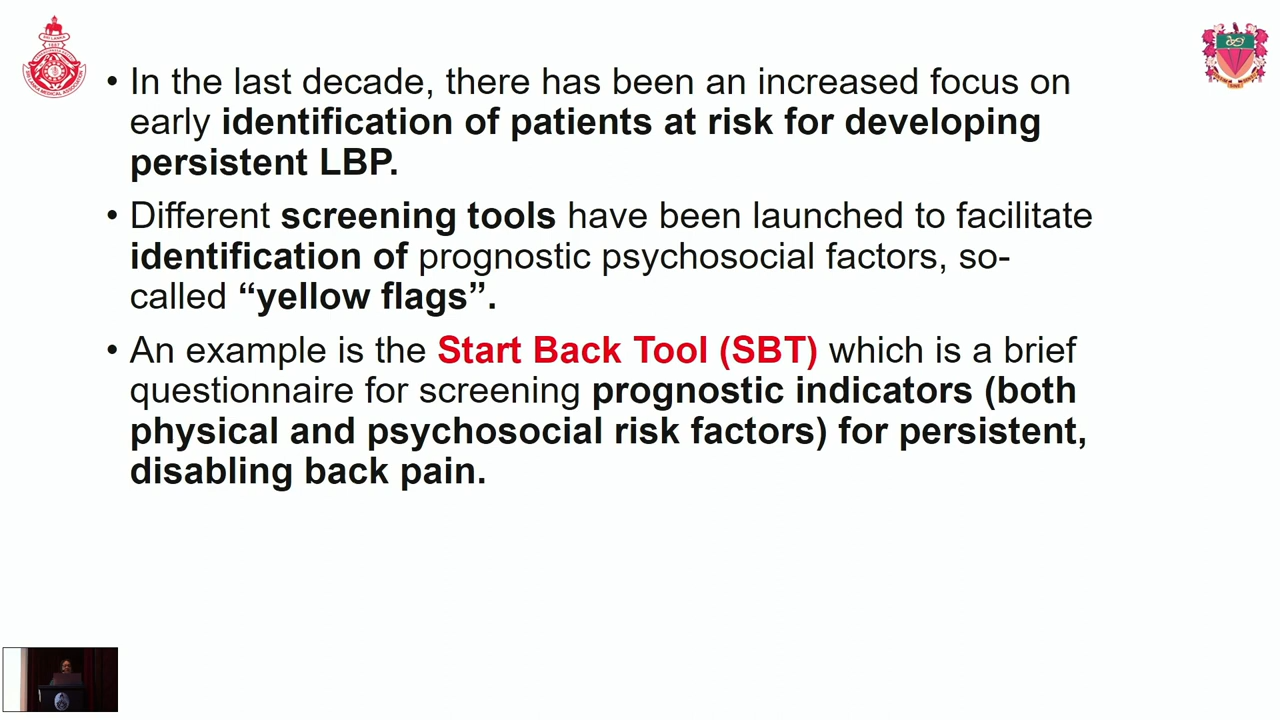 • In the last decade, there has been an increased focus on
early identification of patients at risk for developing
persistent LBP.
• Different screening tools have been launched to facilitate
identification of prognostic psychosocial factors, so-
called “yellow flags”.
• An example is the Start Back Tool (SBT) which is a brief
questionnaire for screening prognostic indicators (both
physical and psychosocial risk factors) for persistent,
disabling back pain.